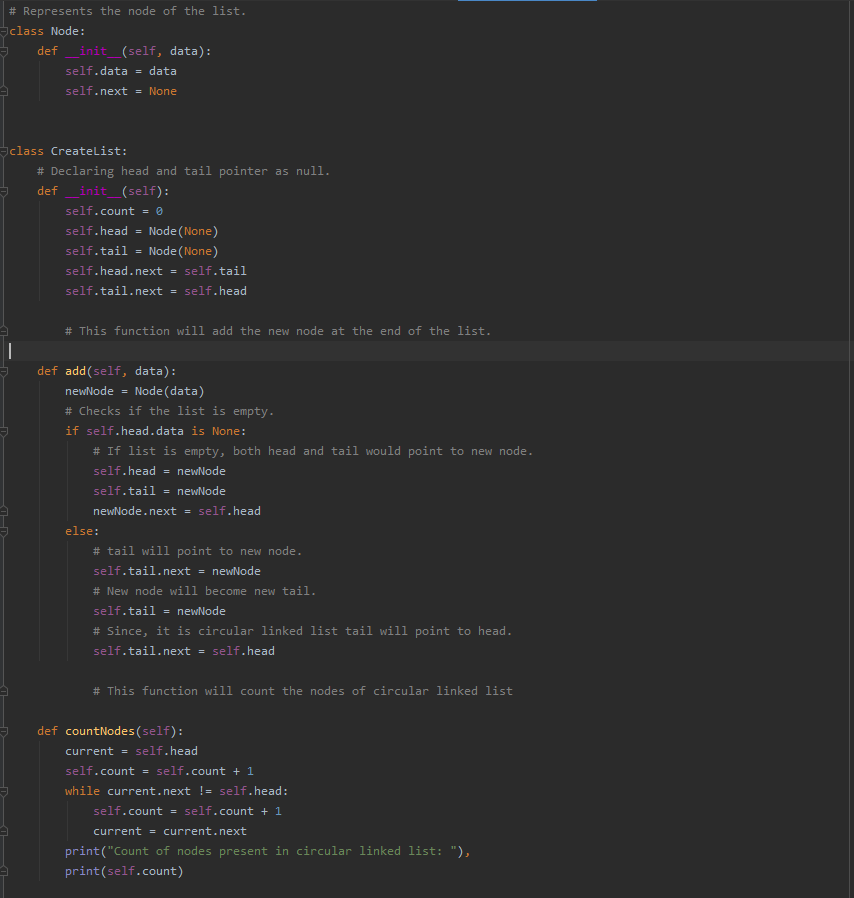 # Represents the node of the list.
class Node:
    def __init__(self, data):
        self.data = data
        self.next = None
class CreateList:
    # Declaring head and tail pointer as null.
    def __init__(self):
        self.count = 0
        self.head = Node(None)
        self.tail = Node(None)
        self.head.next = self.tail
        self.tail.next = self.head
        # This function will add the new node at the end of the list.
    def add(self, data):
        newNode = Node(data)
        # Checks if the list is empty.
        if self.head.data is None:
            # If list is empty, both head and tail would point to new node.
            self.head = newNode
            self.tail = newNode
            newNode.next = self.head
        else:
            # tail will point to new node.
            self.tail.next = newNode
            # New node will become new tail.
            self.tail = newNode
            # Since, it is circular linked list tail will point to head.
            self.tail.next = self.head
            # This function will count the nodes of circular linked list
    def countNodes(self):
        current = self.head
        self.count = self.count + 1
        while current.next != self.head:
            self.count = self.count + 1
            current = current.next
        print("Count of nodes present in circular linked list: "),
        print(self.count)